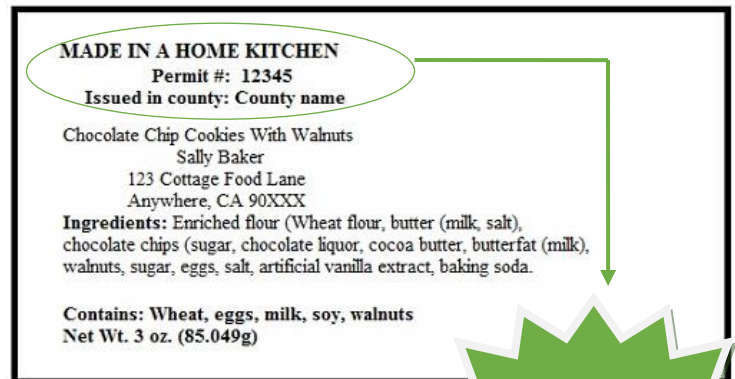 MADE IN A HOME KITCHEN
Permit #: 12345
Issued in county: County name
Chocolate Chip Cookies With Walnuts
Sally Baker
123 Cottage Food Lane
Anywhere, CA 90XXX
Ingredients: Enriched flour (Wheat flour, butter (milk, salt),
chocolate chips (sugar, chocolate liquor, cocoa butter, butterfat (milk),
walnuts, sugar, eggs, salt, artificial vanilla extract, baking soda.
Contains: Wheat, eggs, milk, soy, walnuts
Net Wt. 3 oz. (85.049g)